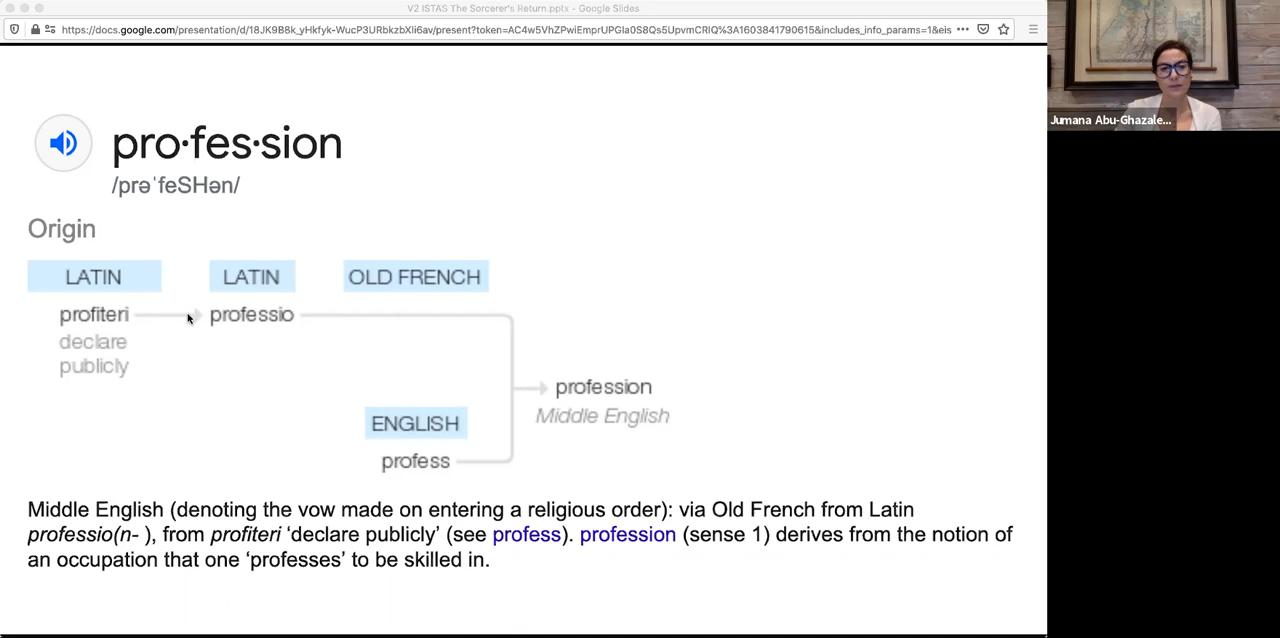 V2 ISTAS The Sorcerer's Return.pptx - Google Slides
https://docs.google.com/presentation/d/18JK9B8k_yHkfyk-WucP3URbkzbXli6av/present?token=AC4w5VhZPwiEmprUPGIa0S8Qs5UpvmCRIQ%3A1603841790615&includes_info_params=1&eis
Jumana Abu-Ghazale...
pro·fes·sion
/prəˈfeSHən/
Origin
LATIN LATIN OLD FRENCH
profiteri professio
declare
publicly
profession
Middle English
ENGLISH
profess
Middle English (denoting the vow made on entering a religious order): via Old French from Latin
professio(n- ), from profiteri ‘declare publicly’ (see profess). profession (sense 1) derives from the notion of
an occupation that one ‘professes’ to be skilled in.